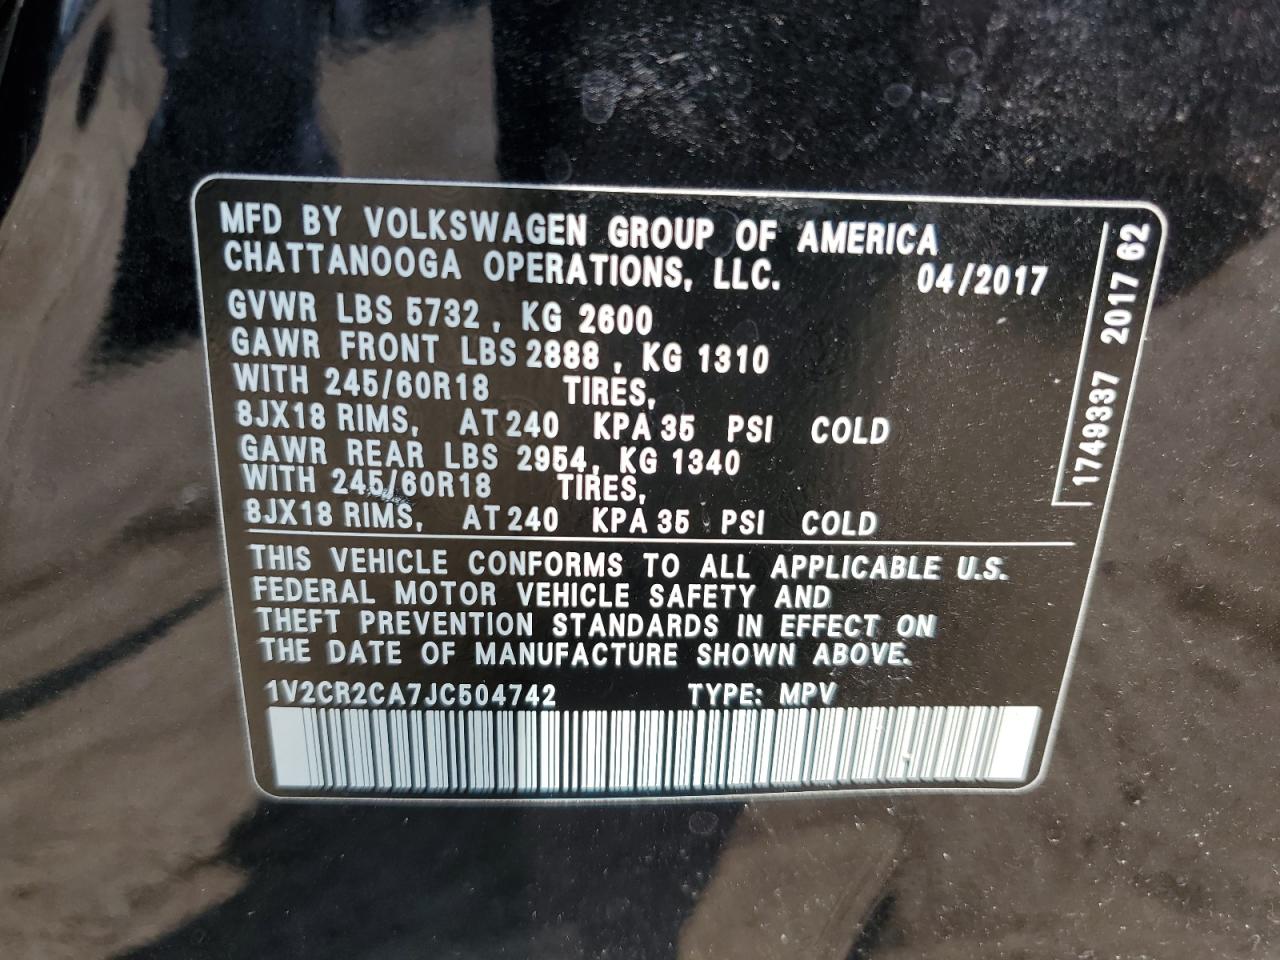 MFD BY VOLKSWAGEN GROUP OF AMERICA
CHATTANOOGA OPERATIONS, LLC. 04/2017
GVWR LBS 5732, KG 2600
GAWR FRONT LBS 2888, KG 1310
WITH 245/60R18 TIRES,
8JX18 RIMS, AT 240 KPA 35 PSI COLD
GAWR REAR LBS 2954, KG 1340
WITH 245/60R18 TIRES,
8JX18 RIMS, AT 240 KPA 35 PSI COLD
THIS VEHICLE CONFORMS TO ALL APPLICABLE U.S.
FEDERAL MOTOR VEHICLE SAFETY AND
THEFT PREVENTION STANDARDS IN EFFECT ON
THE DATE OF MANUFACTURE SHOWN ABOVE.
1V2CR2CA7JC504742 TYPE: MPV
1749337 2017 62